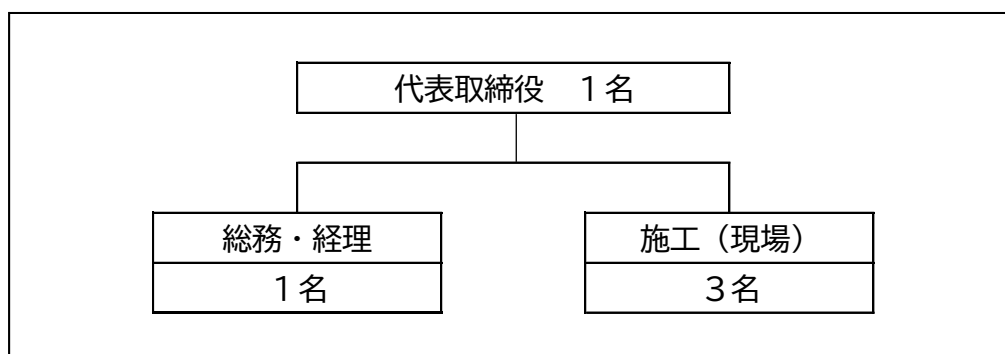 代表取締役　１名
総務・経理
１名
施工（現場）
３名